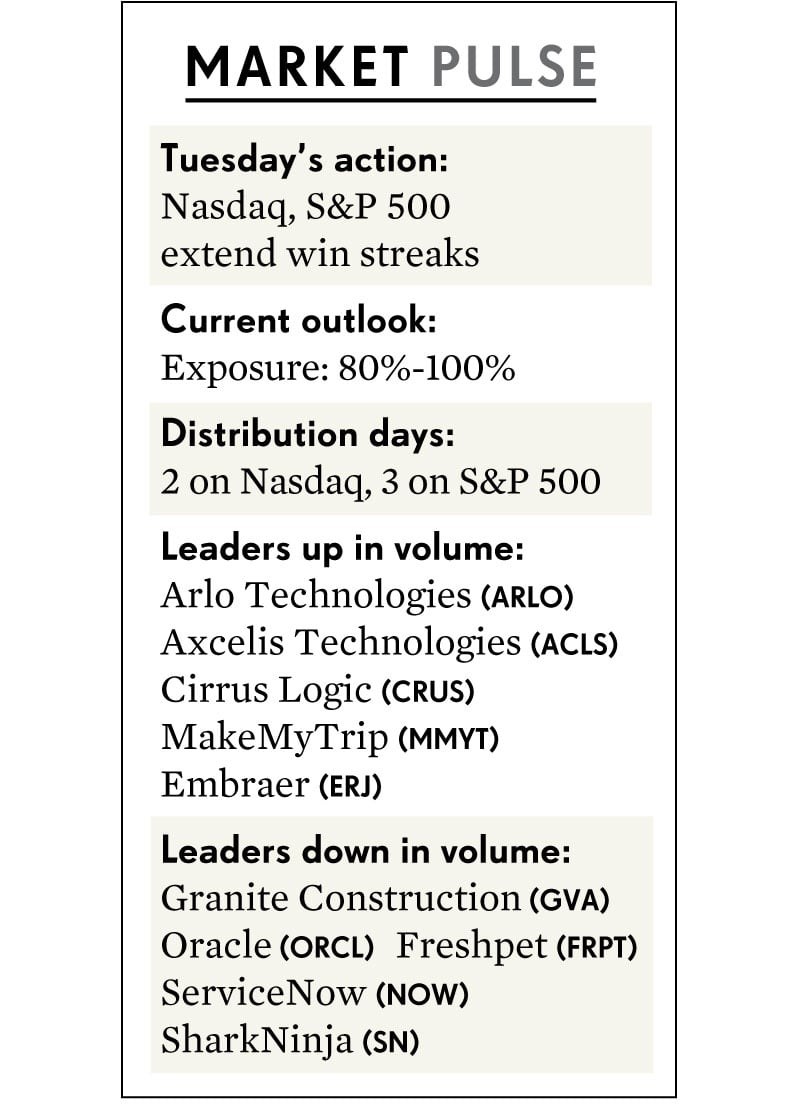 MARKET PULSE
Tuesday's action:
Nasdaq, S&P 500
extend win streaks
Current outlook:
Exposure: 80%-100%
Distribution days:
2 on Nasdaq, 3 on S&P 500
Leaders up in volume:
Arlo Technologies (ARLO)
Axcelis Technologies (ACLS)
Cirrus Logic (CRUS)
MakeMyTrip (MMYT)
Embraer (ERJ)
Leaders down in volume:
Granite Construction (GVA)
Oracle (ORCL) Freshpet (FRPT)
ServiceNow (NOW)
SharkNinja (SN)